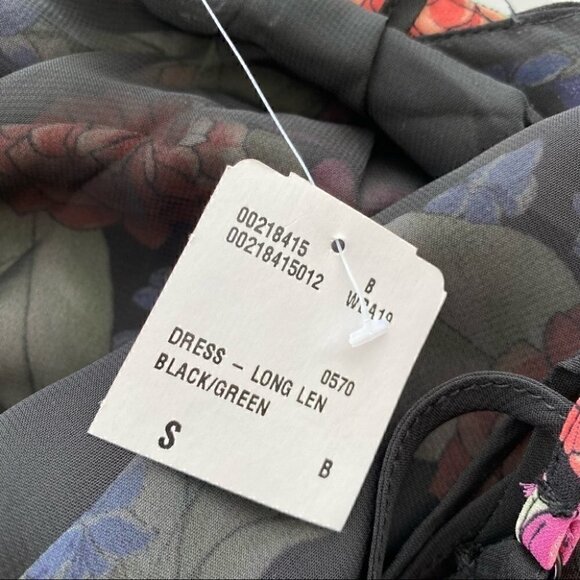 00218415
00218415012 B
0570
DRESS – LONG LEN
BLACK/GREEN
S B